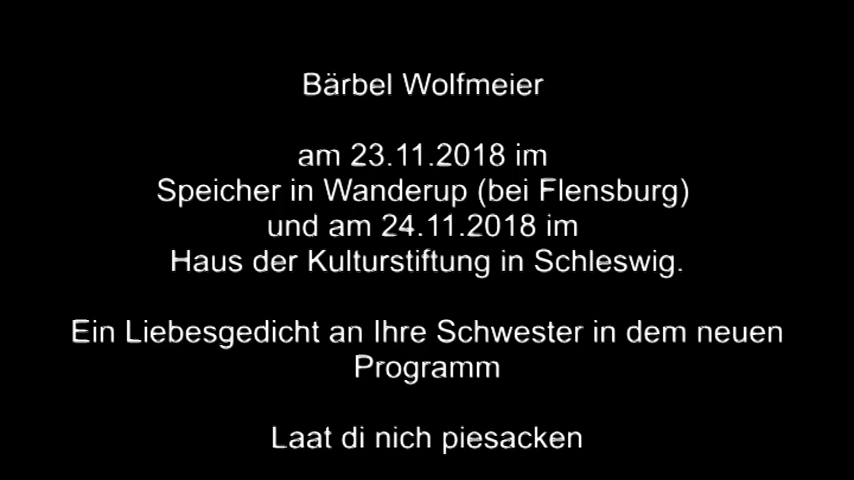 Bärbel Wolfmeier
am 23.11.2018 im
Speicher in Wanderup (bei Flensburg)
und am 24.11.2018 im
Haus der Kulturstiftung in Schleswig.
Ein Liebesgedicht an Ihre Schwester in dem neuen
Programm
Laat di nich piesacken